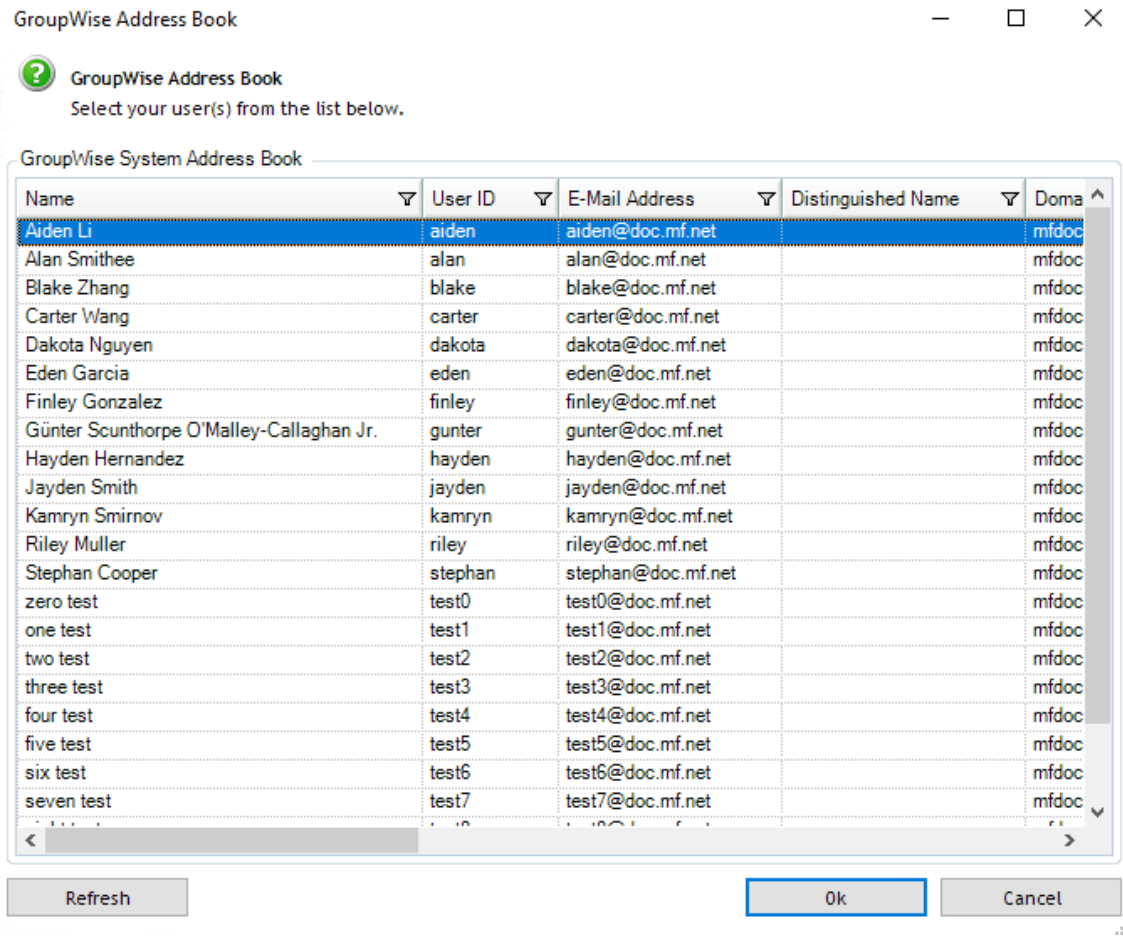 GroupWise Address Book
GroupWise Address Book
Select your user(s) from the list below.
GroupWise System Address Book
Name User ID E-Mail Address Distinguished Name Doma
Aiden Li aiden aiden@doc.mf.net mfdoc
Alan Smithee alan alan@doc.mf.net mfdoc
Blake Zhang blake blake@doc.mf.net mfdoc
Carter Wang carter carter@doc.mf.net mfdoc
Dakota Nguyen dakota dakota@doc.mf.net mfdoc
Eden Garcia eden eden@doc.mf.net mfdoc
Finley Gonzalez finley finley@doc.mf.net mfdoc
Günter Scunthorpe O'Malley-Callaghan Jr. gunter gunter@doc.mf.net mfdoc
Hayden Hernandez hayden hayden@doc.mf.net mfdoc
Jayden Smith jayden jayden@doc.mf.net mfdoc
Kamryn Smirnov kamryn kamryn@doc.mf.net mfdoc
Riley Muller riley riley@doc.mf.net mfdoc
Stephan Cooper stephan stephan@doc.mf.net mfdoc
zero test test0 test0@doc.mf.net mfdoc
one test test1 test1@doc.mf.net mfdoc
two test test2 test2@doc.mf.net mfdoc
three test test3 test3@doc.mf.net mfdoc
four test test4 test4@doc.mf.net mfdoc
five test test5 test5@doc.mf.net mfdoc
six test test6 test6@doc.mf.net mfdoc
seven test test7 test7@doc.mf.net mfdoc
Refresh Ok Cancel